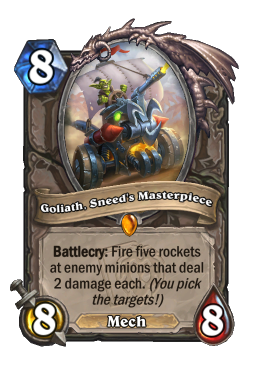 8
Goliath, Sneed's Masterpiece
Battlecry: Fire five rockets
at enemy minions that deal
2 damage each. (You pick
the targets!)
8 Mech 8